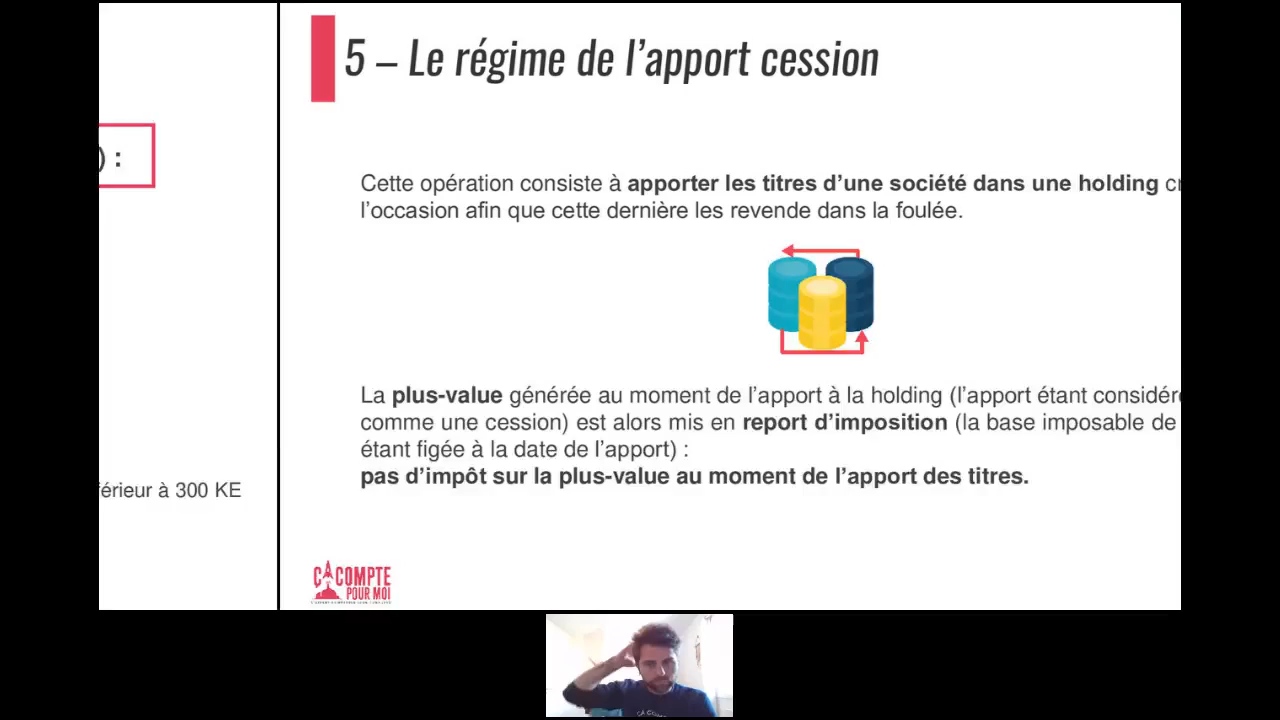 ) :
férieur à 300 KE
5 – Le régime de l’apport cession
Cette opération consiste à apporter les titres d’une société dans une holding
l’occasion afin que cette dernière les revende dans la foulée.
La plus-value générée au moment de l’apport à la holding (l’apport étant considéré
comme une cession) est alors mis en report d’imposition (la base imposable de
étant figée à la date de l’apport) :
pas d’impôt sur la plus-value au moment de l’apport des titres.
ÇA COMPTE
POUR MOI